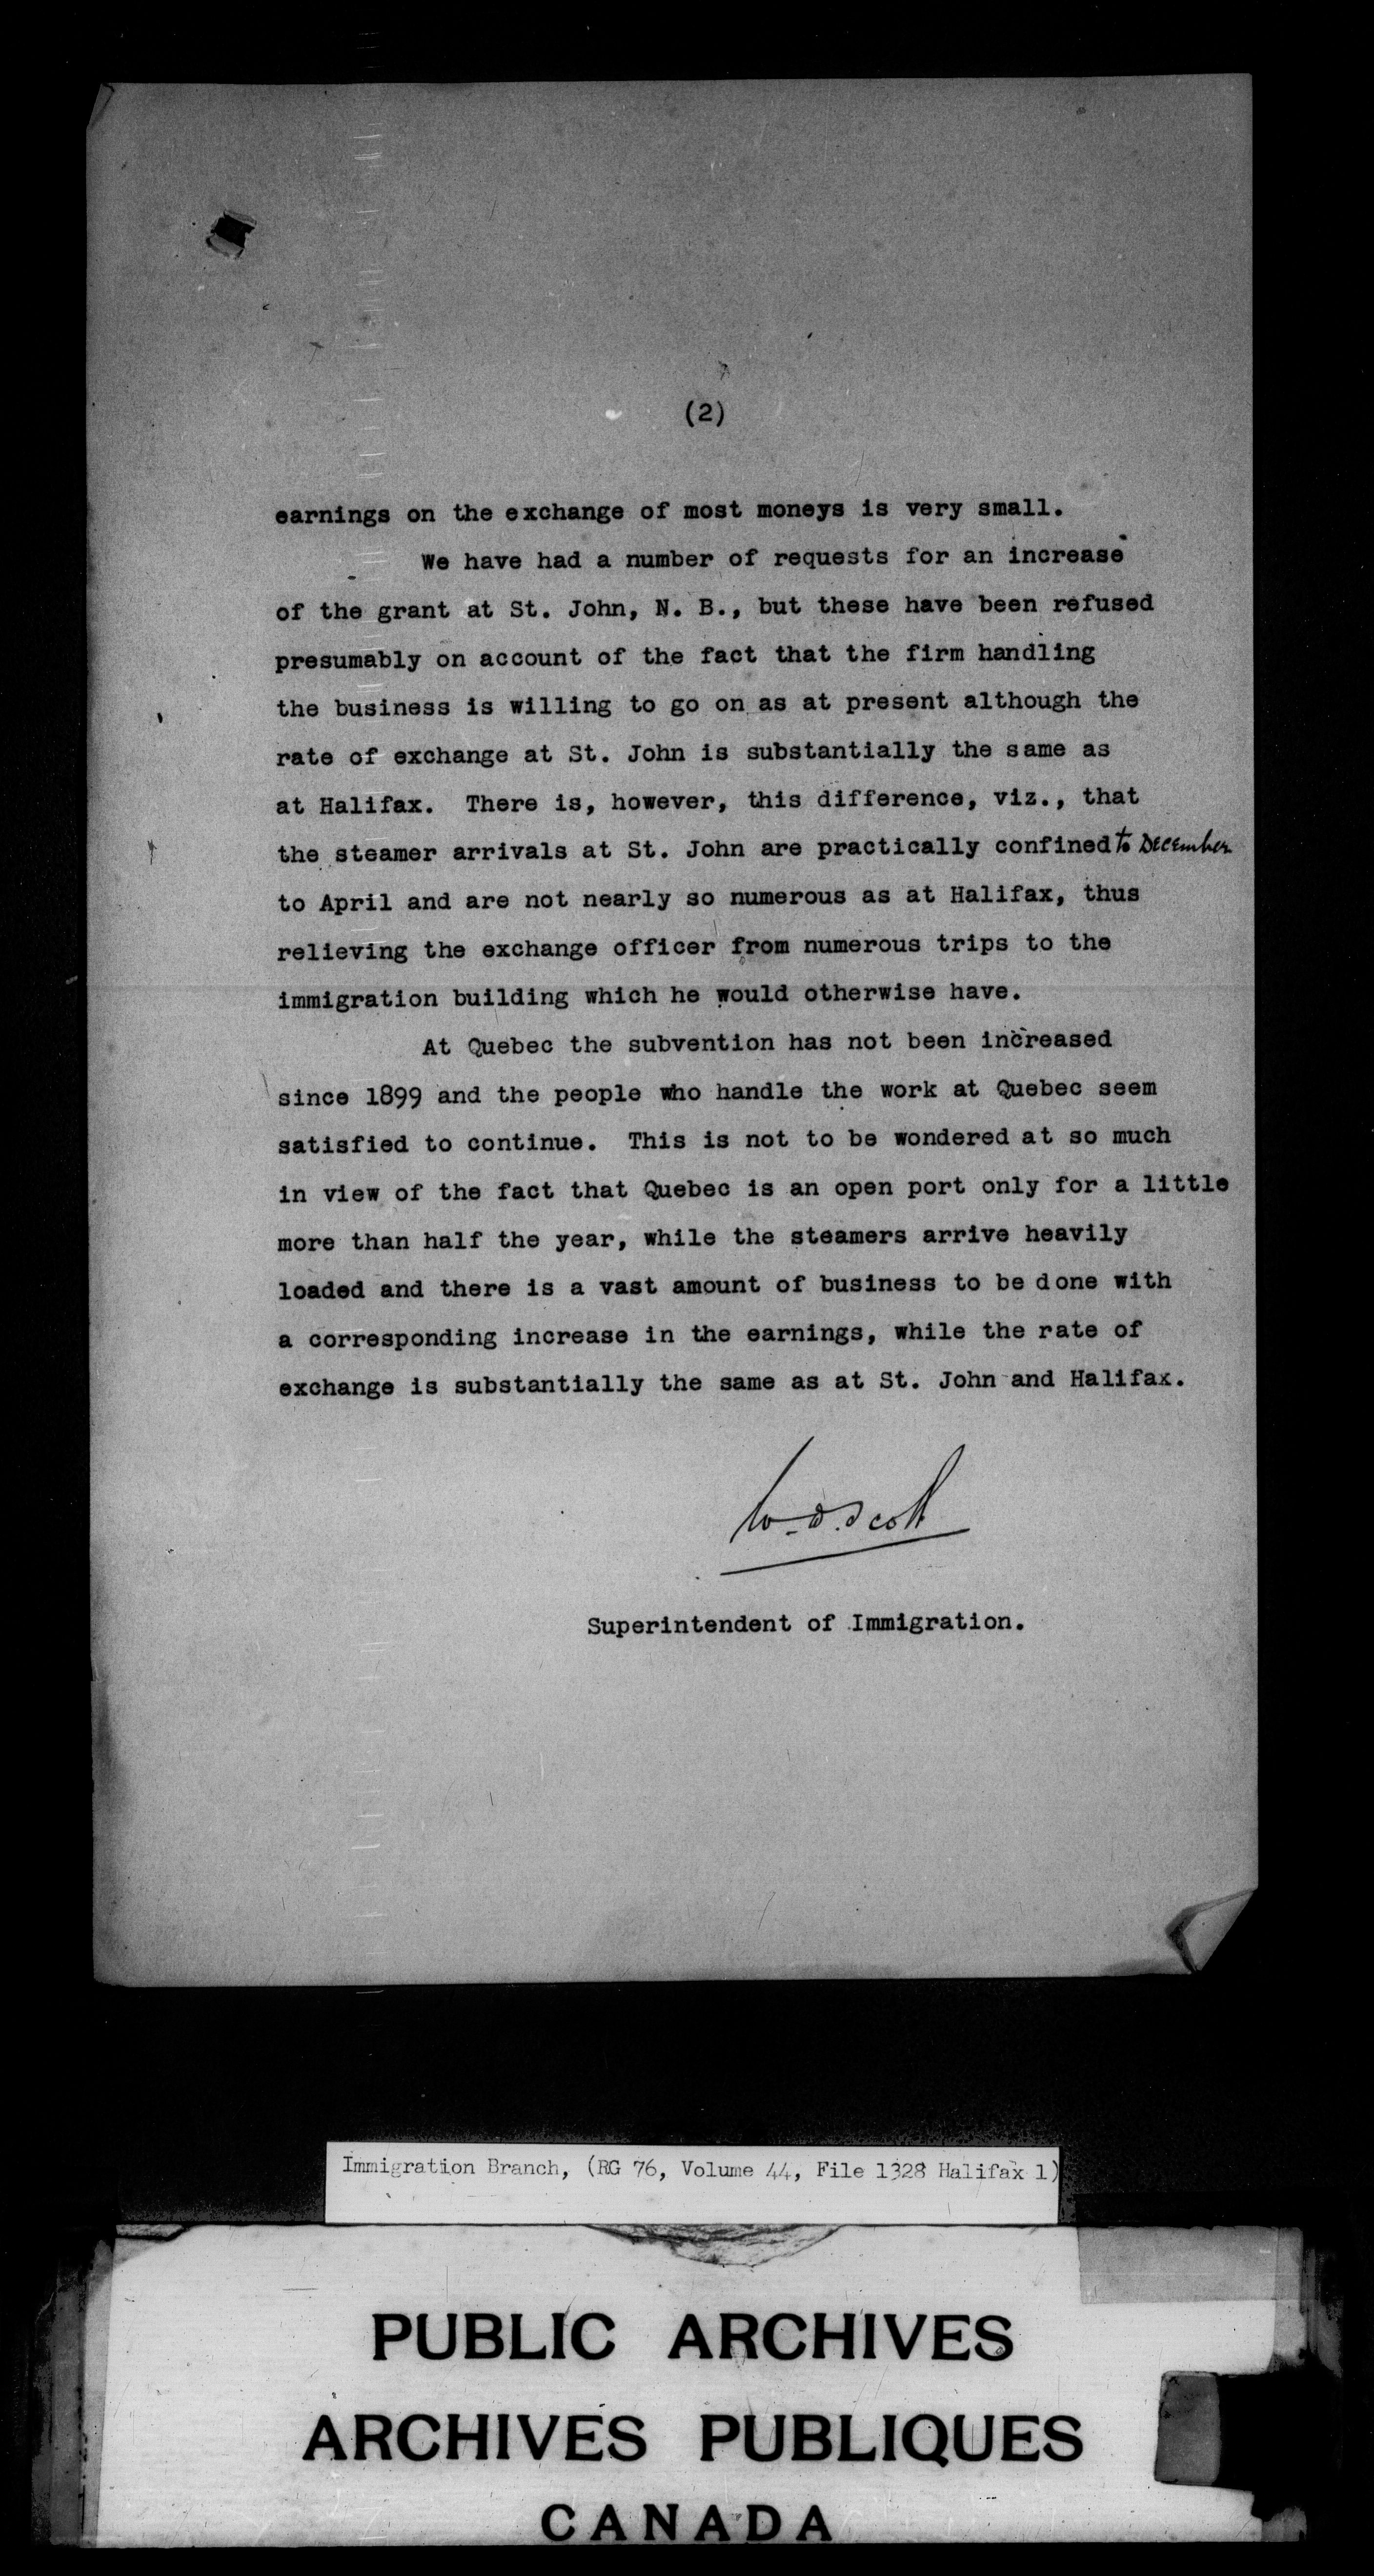 (2)
earnings on the exchange of most moneys is very small.
We have had a number of requests for an increase
of the grant at St. John, N. B., but these have been refused
presumably on account of the fact that the firm handling
the business is willing to go on as at present although the
rate of exchange at St. John is substantially the same as
at Halifax. There is, however, this difference, viz., that
the steamer arrivals at St. John are practically confined to December
to April and are not nearly so numerous as at Halifax, thus
relieving the exchange officer from numerous trips to the
immigration building which he would otherwise have.
At Quebec the subvention has not been increased
since 1899 and the people who handle the work at Quebec seem
satisfied to continue. This is not to be wondered at so much
in view of the fact that Quebec is an open port only for a little
more than half the year, while the steamers arrive heavily
loaded and there is a vast amount of business to be done with
a corresponding increase in the earnings, while the rate of
exchange is substantially the same as at St. John and Halifax.
W.D.Scott
Superintendent of Immigration.
Immigration Branch, (RG 76, Volume 44, File 1328 Halifax 1)
PUBLIC ARCHIVES
ARCHIVES PUBLIQUES
CANADA